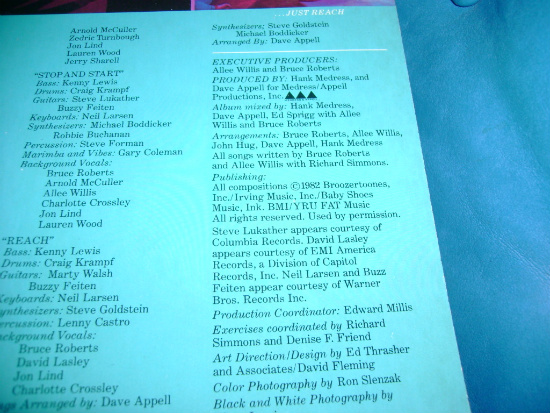 ...JUST REACH
Arnold McCuller
Zedric Turnbough
Jon Lind
Lauren Wood
Jerry Sharell
"STOP AND START"
Bass: Kenny Lewis
Drums: Craig Krampf
Guitars: Steve Lukather
Buzzy Feiten
Keyboards: Neil Larsen
Synthesizers: Michael Boddicker
Robbie Buchanan
Percussion: Steve Forman
Marimba and Vibes: Gary Coleman
Background Vocals:
Bruce Roberts
Arnold McCuller
Allee Willis
Charlotte Crossley
Jon Lind
Lauren Wood
"REACH"
Bass: Kenny Lewis
Drums: Craig Krampf
Guitars: Marty Walsh
Buzzy Feiten
Keyboards: Neil Larsen
ynthesizers: Steve Goldstein
ercussion: Lenny Castro
ackground Vocals:
Bruce Roberts
David Lasley
Jon Lind
Charlotte Crossley
gs Arranged by: Dave Appell
Synthesizers; Steve Goldstein
Michael Boddicker
Arranged By: Dave Appell
EXECUTIVE PRODUCERS:
Allee Willis and Bruce Roberts
PRODUCED BY: Hank Medress, and
Dave Appell for Medress/Appell
Productions, Inc.
Album mixed by: Hank Medress,
Dave Appell, Ed Sprigg with Allee
Willis and Bruce Roberts
Arrangements: Bruce Roberts, Allee Willis,
John Hug, Dave Appell, Hank Medress
All songs written by Bruce Roberts
and Allee Willis with Richard Simmons.
Publishing:
All compositions ©1982 Broozertoones,
Inc./Irving Music, Inc./Baby Shoes
Music, Ink. BMI/YRU FAT Music
All rights reserved. Used by permission.
Steve Lukather appears courtesy of
Columbia Records. David Lasley
appears courtesy of EMI America
Records, a Division of Capitol
Records, Inc. Neil Larsen and Buzz
Feiten appear courtesy of Warner
Bros. Records Inc.
Production Coordinator: Edward Millis
Exercises coordinated by Richard
Simmons and Denise F. Friend
Art Direction/Design by Ed Thrasher
and Associates/David Fleming
Color Photography by Ron Slenzak
Black and White Photography by